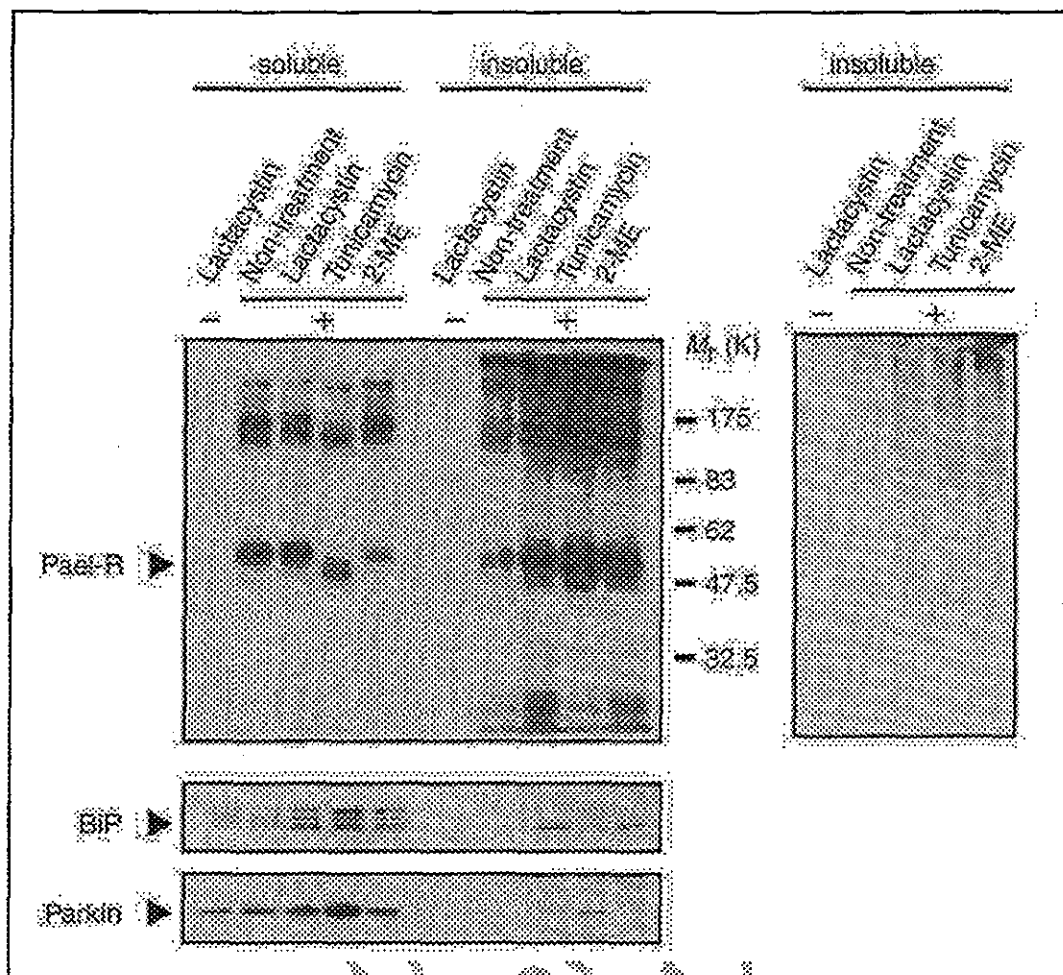 soluble insoluble insoluble
Lactacystin Non-treatment Lactacystin Tunicamycin 2-ME Lactacystin Non-treatment Lactacystin Tunicamycin 2-ME Lactacystin Non-treatment Lactacystin Tunicamycin 2-ME
– + – + – +
Mr (K)
175
83
62
Pael-R
47.5
32.5
BiP
Parkin